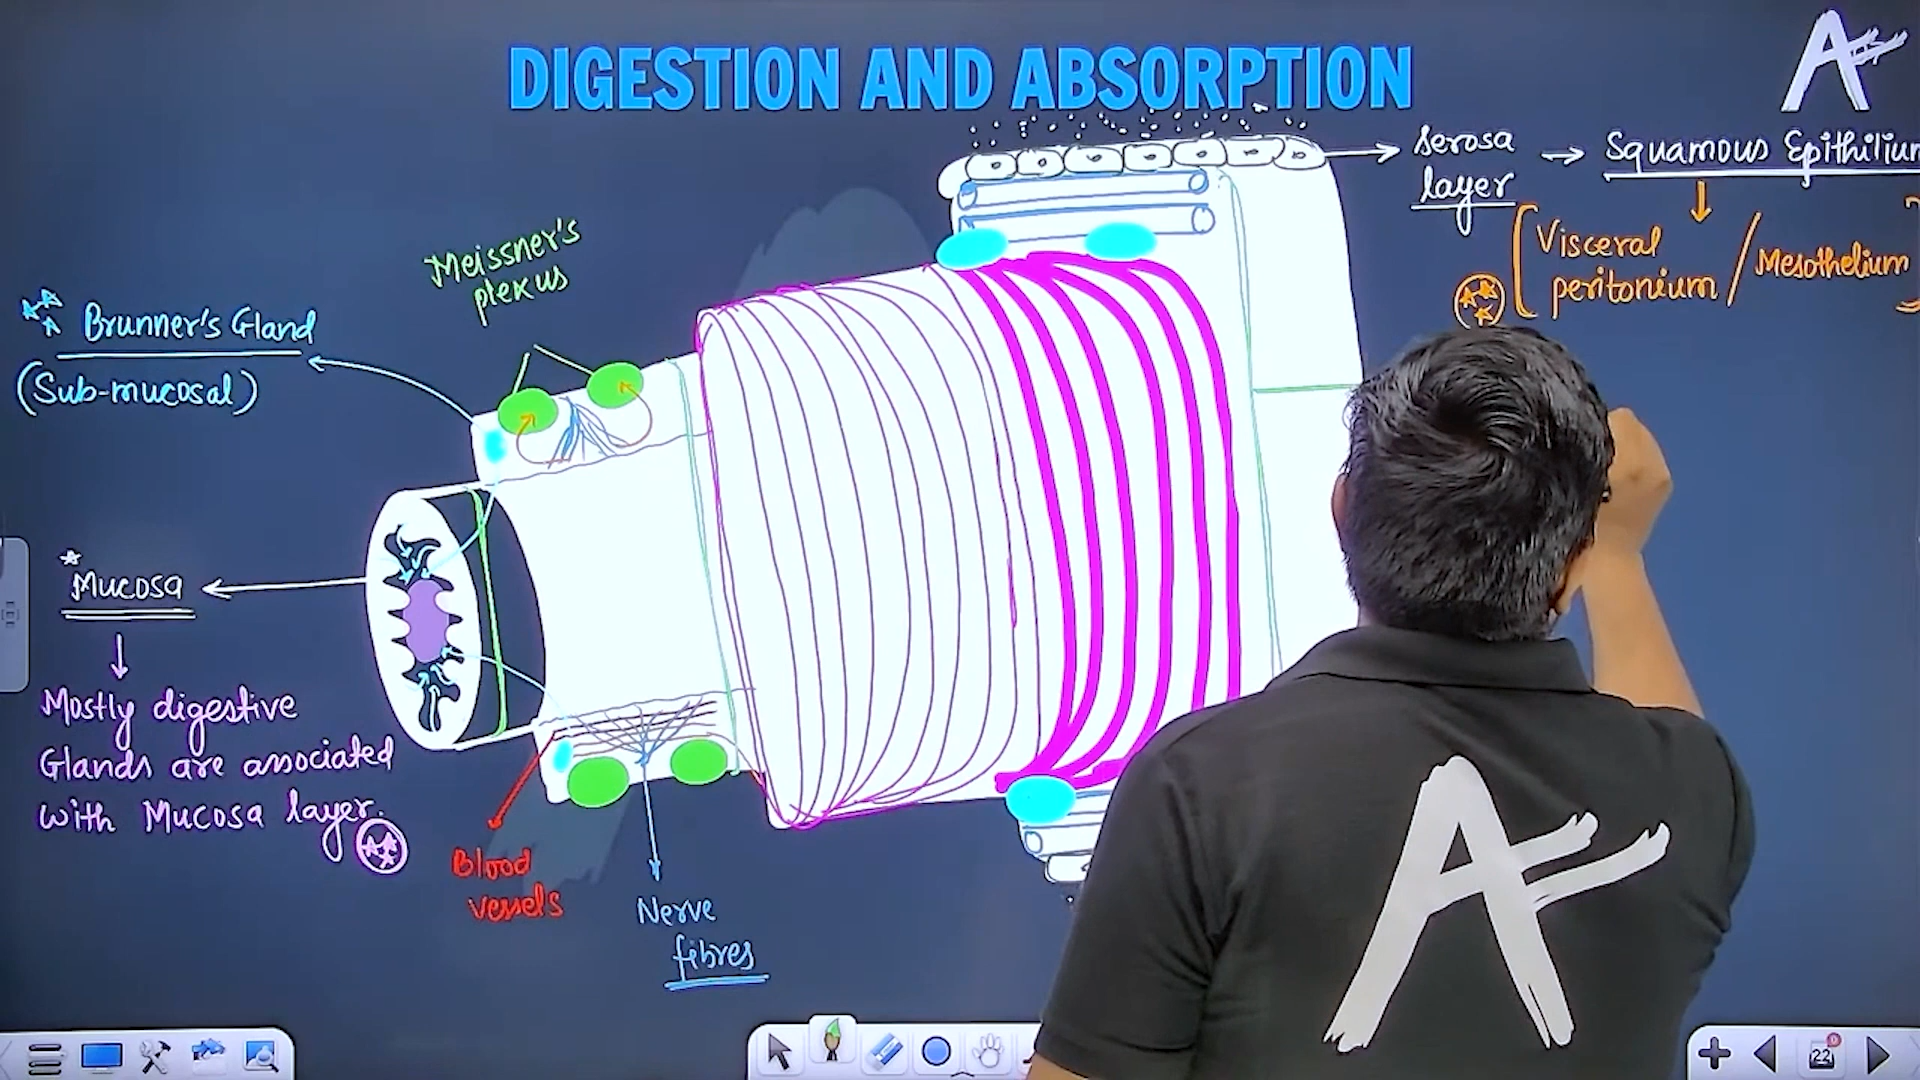 DIGESTION AND ABSORPTION
Serosa
layer
Squamous Epithilium
Visceral
peritonium / Mesothelium
Meissner's
plexus
Brunner's Gland
(Sub-mucosal)
Mucosa
Mostly digestive
Glands are associated
with Mucosa layer.
Blood
vessels
Nerve
fibres
22